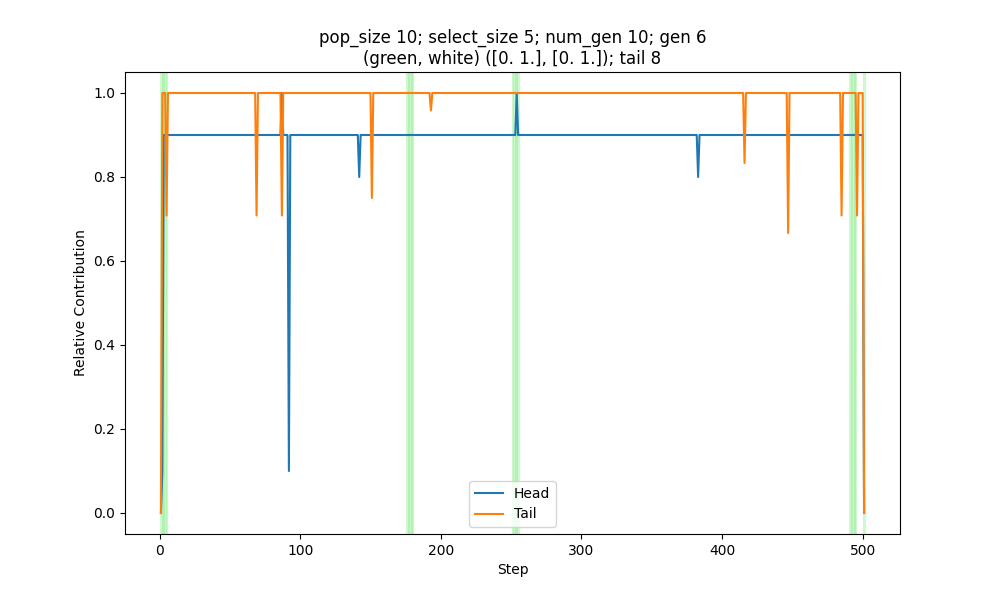 pop_size 10; select_size 5; num_gen 10; gen 6
(green, white) ([0. 1.], [0. 1.]); tail 8
1.0
0.8
0.6
0.4
0.2
0.0
Relative Contribution
Head
Tail
0
100
200
300
400
500
Step